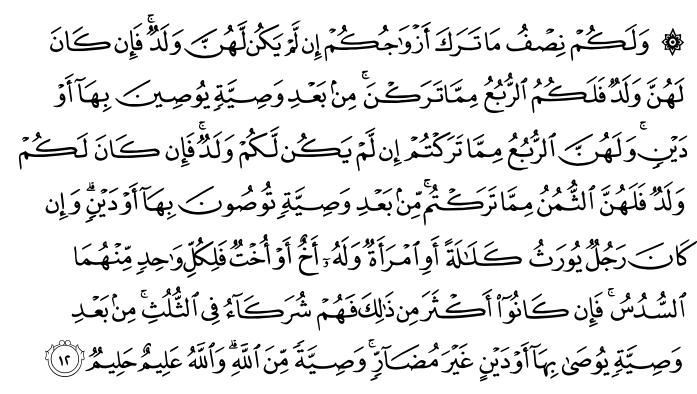 ۞ وَلَكُمْ نِصْفُ مَا تَرَكَ أَزْوَٰجُكُمْ إِن لَّمْ يَكُن لَّهُنَّ وَلَدٌ ۚ فَإِن كَانَ
لَهُنَّ وَلَدٌ فَلَكُمُ ٱلرُّبُعُ مِمَّا تَرَكْنَ ۚ مِنۢ بَعْدِ وَصِيَّةٍ يُوصِينَ بِهَآ أَوْ
دَيْنٍ ۚ وَلَهُنَّ ٱلرُّبُعُ مِمَّا تَرَكْتُمْ إِن لَّمْ يَكُن لَّكُمْ وَلَدٌ ۚ فَإِن كَانَ لَكُمْ
وَلَدٌ فَلَهُنَّ ٱلثُّمُنُ مِمَّا تَرَكْتُم ۚ مِّنۢ بَعْدِ وَصِيَّةٍ تُوصُونَ بِهَآ أَوْ دَيْنٍ ۗ وَإِن
كَانَ رَجُلٌ يُورَثُ كَلَـٰلَةً أَوِ ٱمْرَأَةٌ وَلَهُۥٓ أَخٌ أَوْ أُخْتٌ فَلِكُلِّ وَٰحِدٍ مِّنْهُمَا
ٱلسُّدُسُ ۚ فَإِن كَانُوٓا۟ أَكْثَرَ مِن ذَٰلِكَ فَهُمْ شُرَكَآءُ فِى ٱلثُّلُثِ ۚ مِنۢ بَعْدِ
وَصِيَّةٍ يُوصَىٰ بِهَآ أَوْ دَيْنٍ غَيْرَ مُضَآرٍّ ۚ وَصِيَّةً مِّنَ ٱللَّهِ ۗ وَٱللَّهُ عَلِيمٌ حَلِيمٌ ١٢